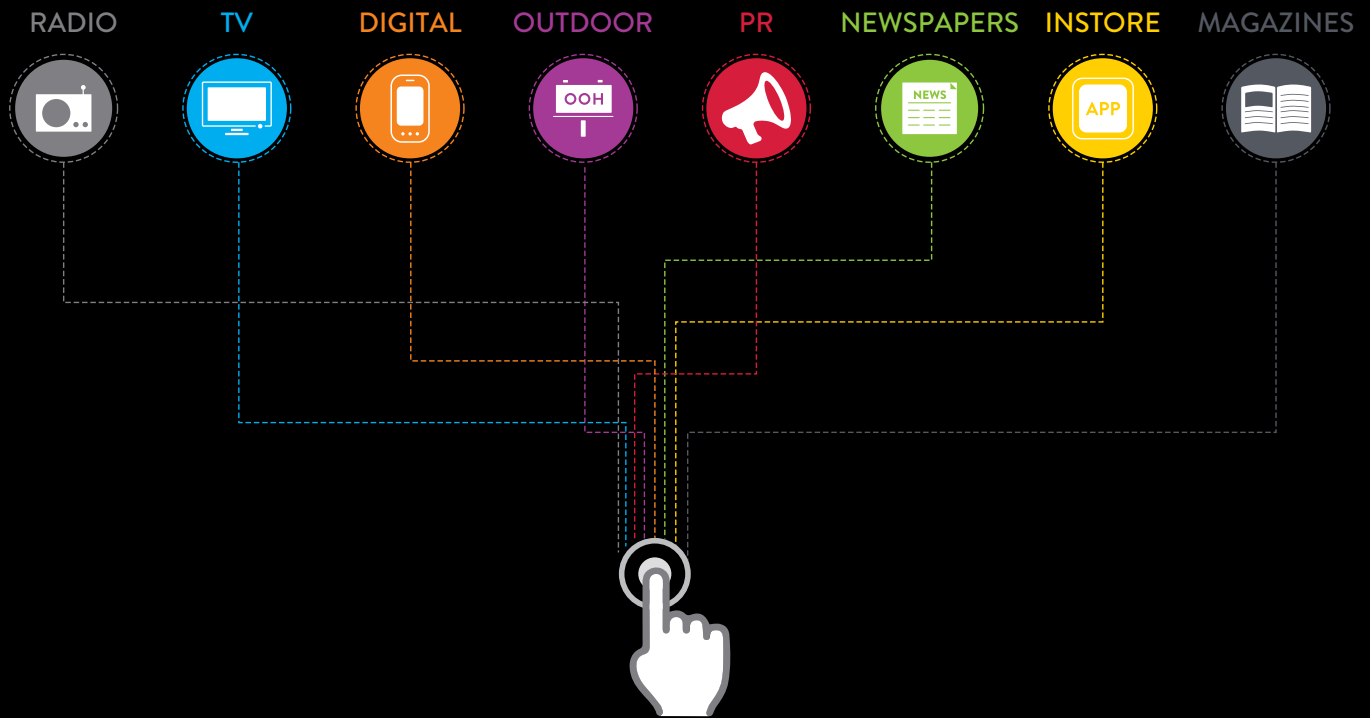 RADIO
TV
DIGITAL
OUTDOOR
PR
NEWSPAPERS
INSTORE
MAGAZINES
OOH
NEWS
APP